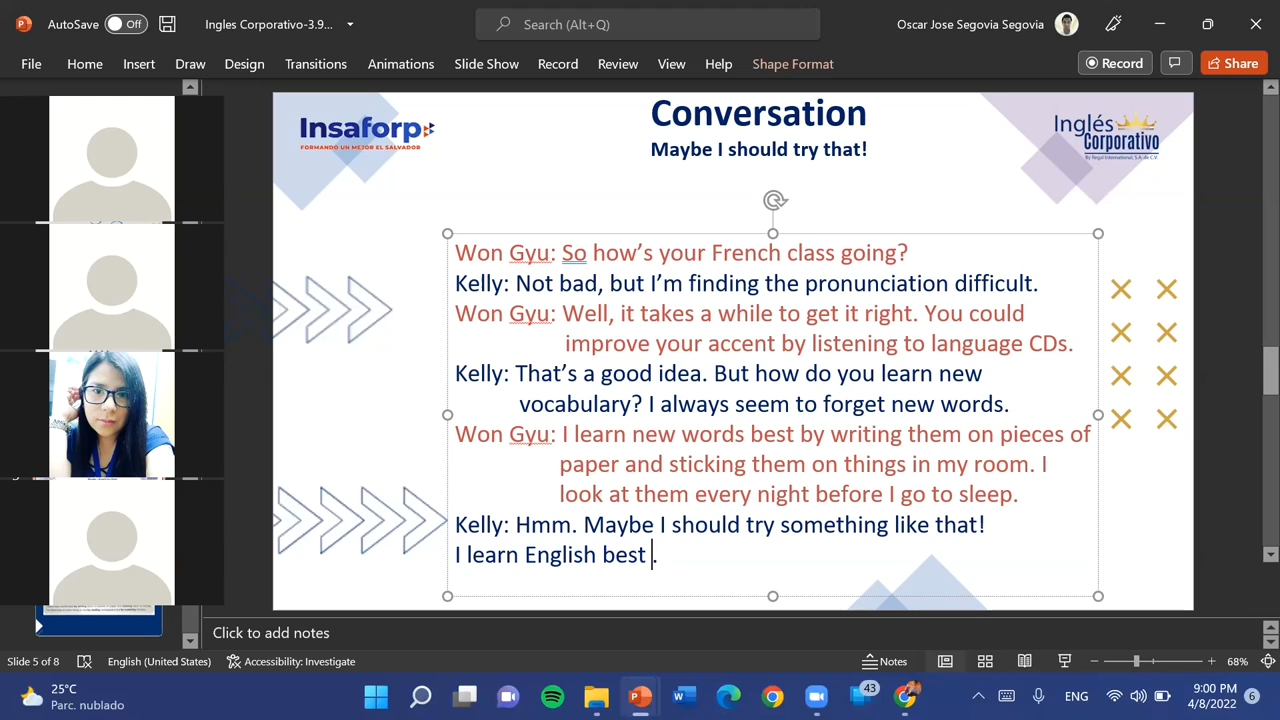 AutoSave Off Ingles Corporativo-3.9... Search (Alt+Q) Oscar Jose Segovia Segovia
File Home Insert Draw Design Transitions Animations Slide Show Record Review View Help Shape Format Record Share
Insaforp
FORMANDO UN MEJOR EL SALVADOR
Conversation
Maybe I should try that!
Inglés
Corporativo
By Regal International, S.A. de C.V.
Won Gyu: So how's your French class going?
Kelly: Not bad, but I'm finding the pronunciation difficult.
Won Gyu: Well, it takes a while to get it right. You could
improve your accent by listening to language CDs.
Kelly: That's a good idea. But how do you learn new
vocabulary? I always seem to forget new words.
Won Gyu: I learn new words best by writing them on pieces of
paper and sticking them on things in my room. I
look at them every night before I go to sleep.
Kelly: Hmm. Maybe I should try something like that!
I learn English best .
Click to add notes
Slide 5 of 8 English (United States) Accessibility: Investigate Notes 68%
25°C
Parc. nublado
43
ENG
9:00 PM
4/8/2022
6